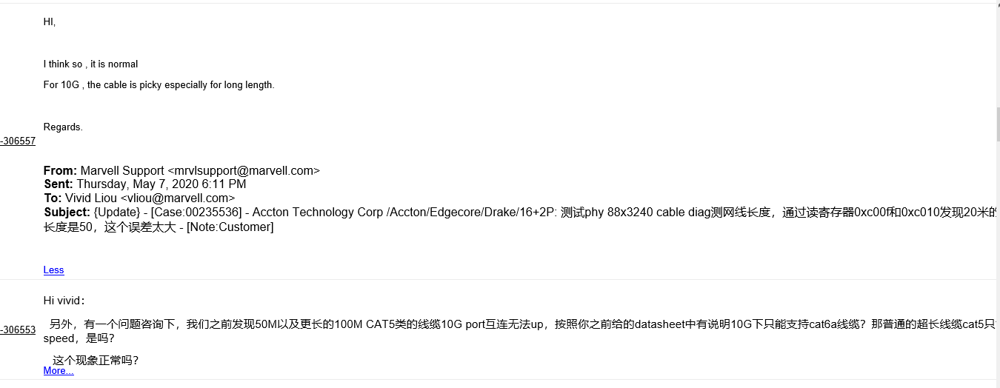 HI,
I think so , it is normal
For 10G , the cable is picky especially for long length.
Regards.
-306557
From: Marvell Support <mrvlsupport@marvell.com>
Sent: Thursday, May 7, 2020 6:11 PM
To: Vivid Liou <vliou@marvell.com>
Subject: {Update} - [Case:00235536] - Accton Technology Corp /Accton/Edgecore/Drake/16+2P: 测试phy 88x3240 cable diag测网线长度，通过读寄存器0xc00f和0xc010发现20米的
长度是50，这个误差太大 - [Note:Customer]
Less
Hi vivid：
另外，有一个问题咨询下，我们之前发现50M以及更长的100M CAT5类的线缆10G port互连无法up，按照你之前给的datasheet中有说明10G下只能支持cat6a线缆？那普通的超长线缆cat5只
-306553
speed，是吗？
这个现象正常吗？
More...